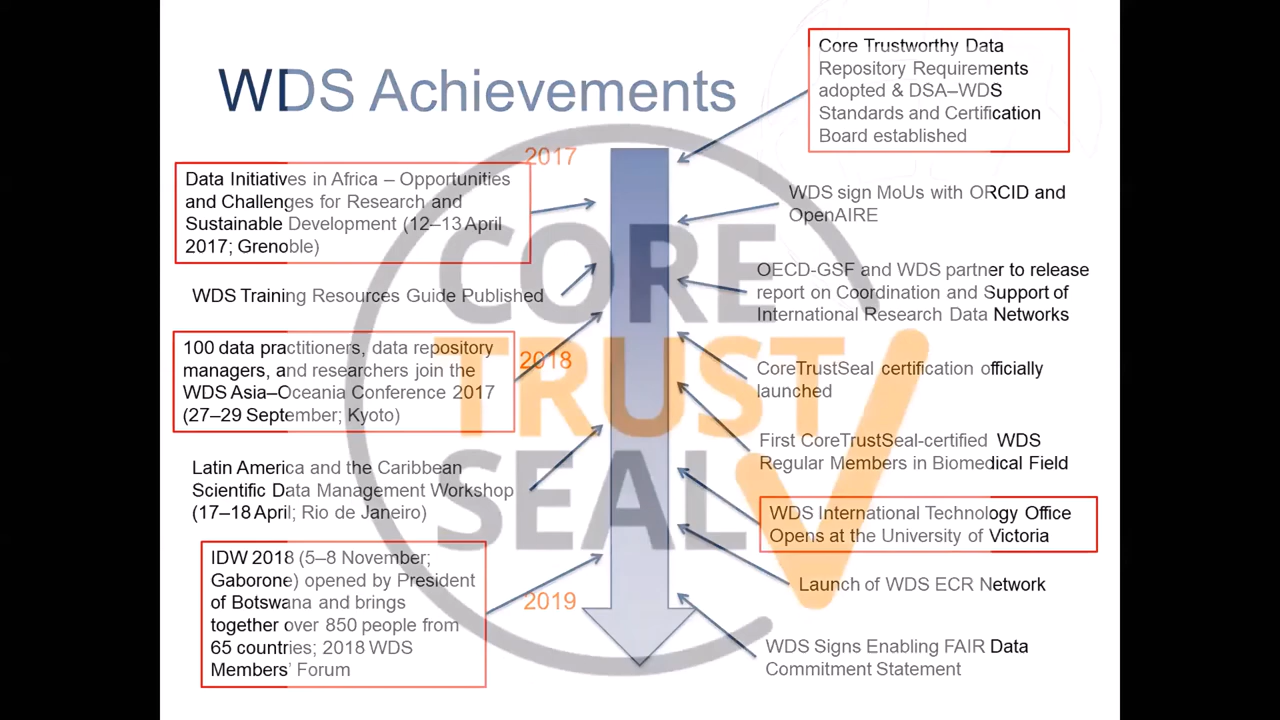 WDS Achievements
Core Trustworthy Data
Repository Requirements
adopted & DSA–WDS
Standards and Certification
Board established
2017
Data Initiatives in Africa – Opportunities
and Challenges for Research and
Sustainable Development (12–13 April
2017; Grenoble)
WDS sign MoUs with ORCID and
OpenAIRE
WDS Training Resources Guide Published
OECD-GSF and WDS partner to release
report on Coordination and Support of
International Research Data Networks
100 data practitioners, data repository
managers, and researchers join the
WDS Asia–Oceania Conference 2017
(27–29 September; Kyoto)
2018
CoreTrustSeal certification officially
launched
First CoreTrustSeal-certified WDS
Regular Members in Biomedical Field
Latin America and the Caribbean
Scientific Data Management Workshop
(17–18 April; Rio de Janeiro)
WDS International Technology Office
Opens at the University of Victoria
IDW 2018 (5–8 November;
Gaborone) opened by President
of Botswana and brings
together over 850 people from
65 countries; 2018 WDS
Members' Forum
2019
Launch of WDS ECR Network
WDS Signs Enabling FAIR Data
Commitment Statement
CORE
TRUST
SEAL